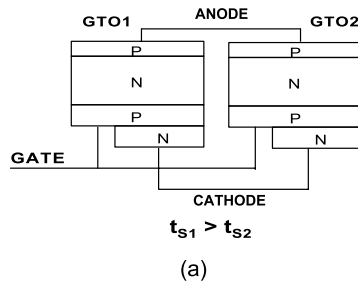 GTO1 ANODE GTO2
P P
N N
P P
N N
GATE
CATHODE
tS1 > tS2
(a)